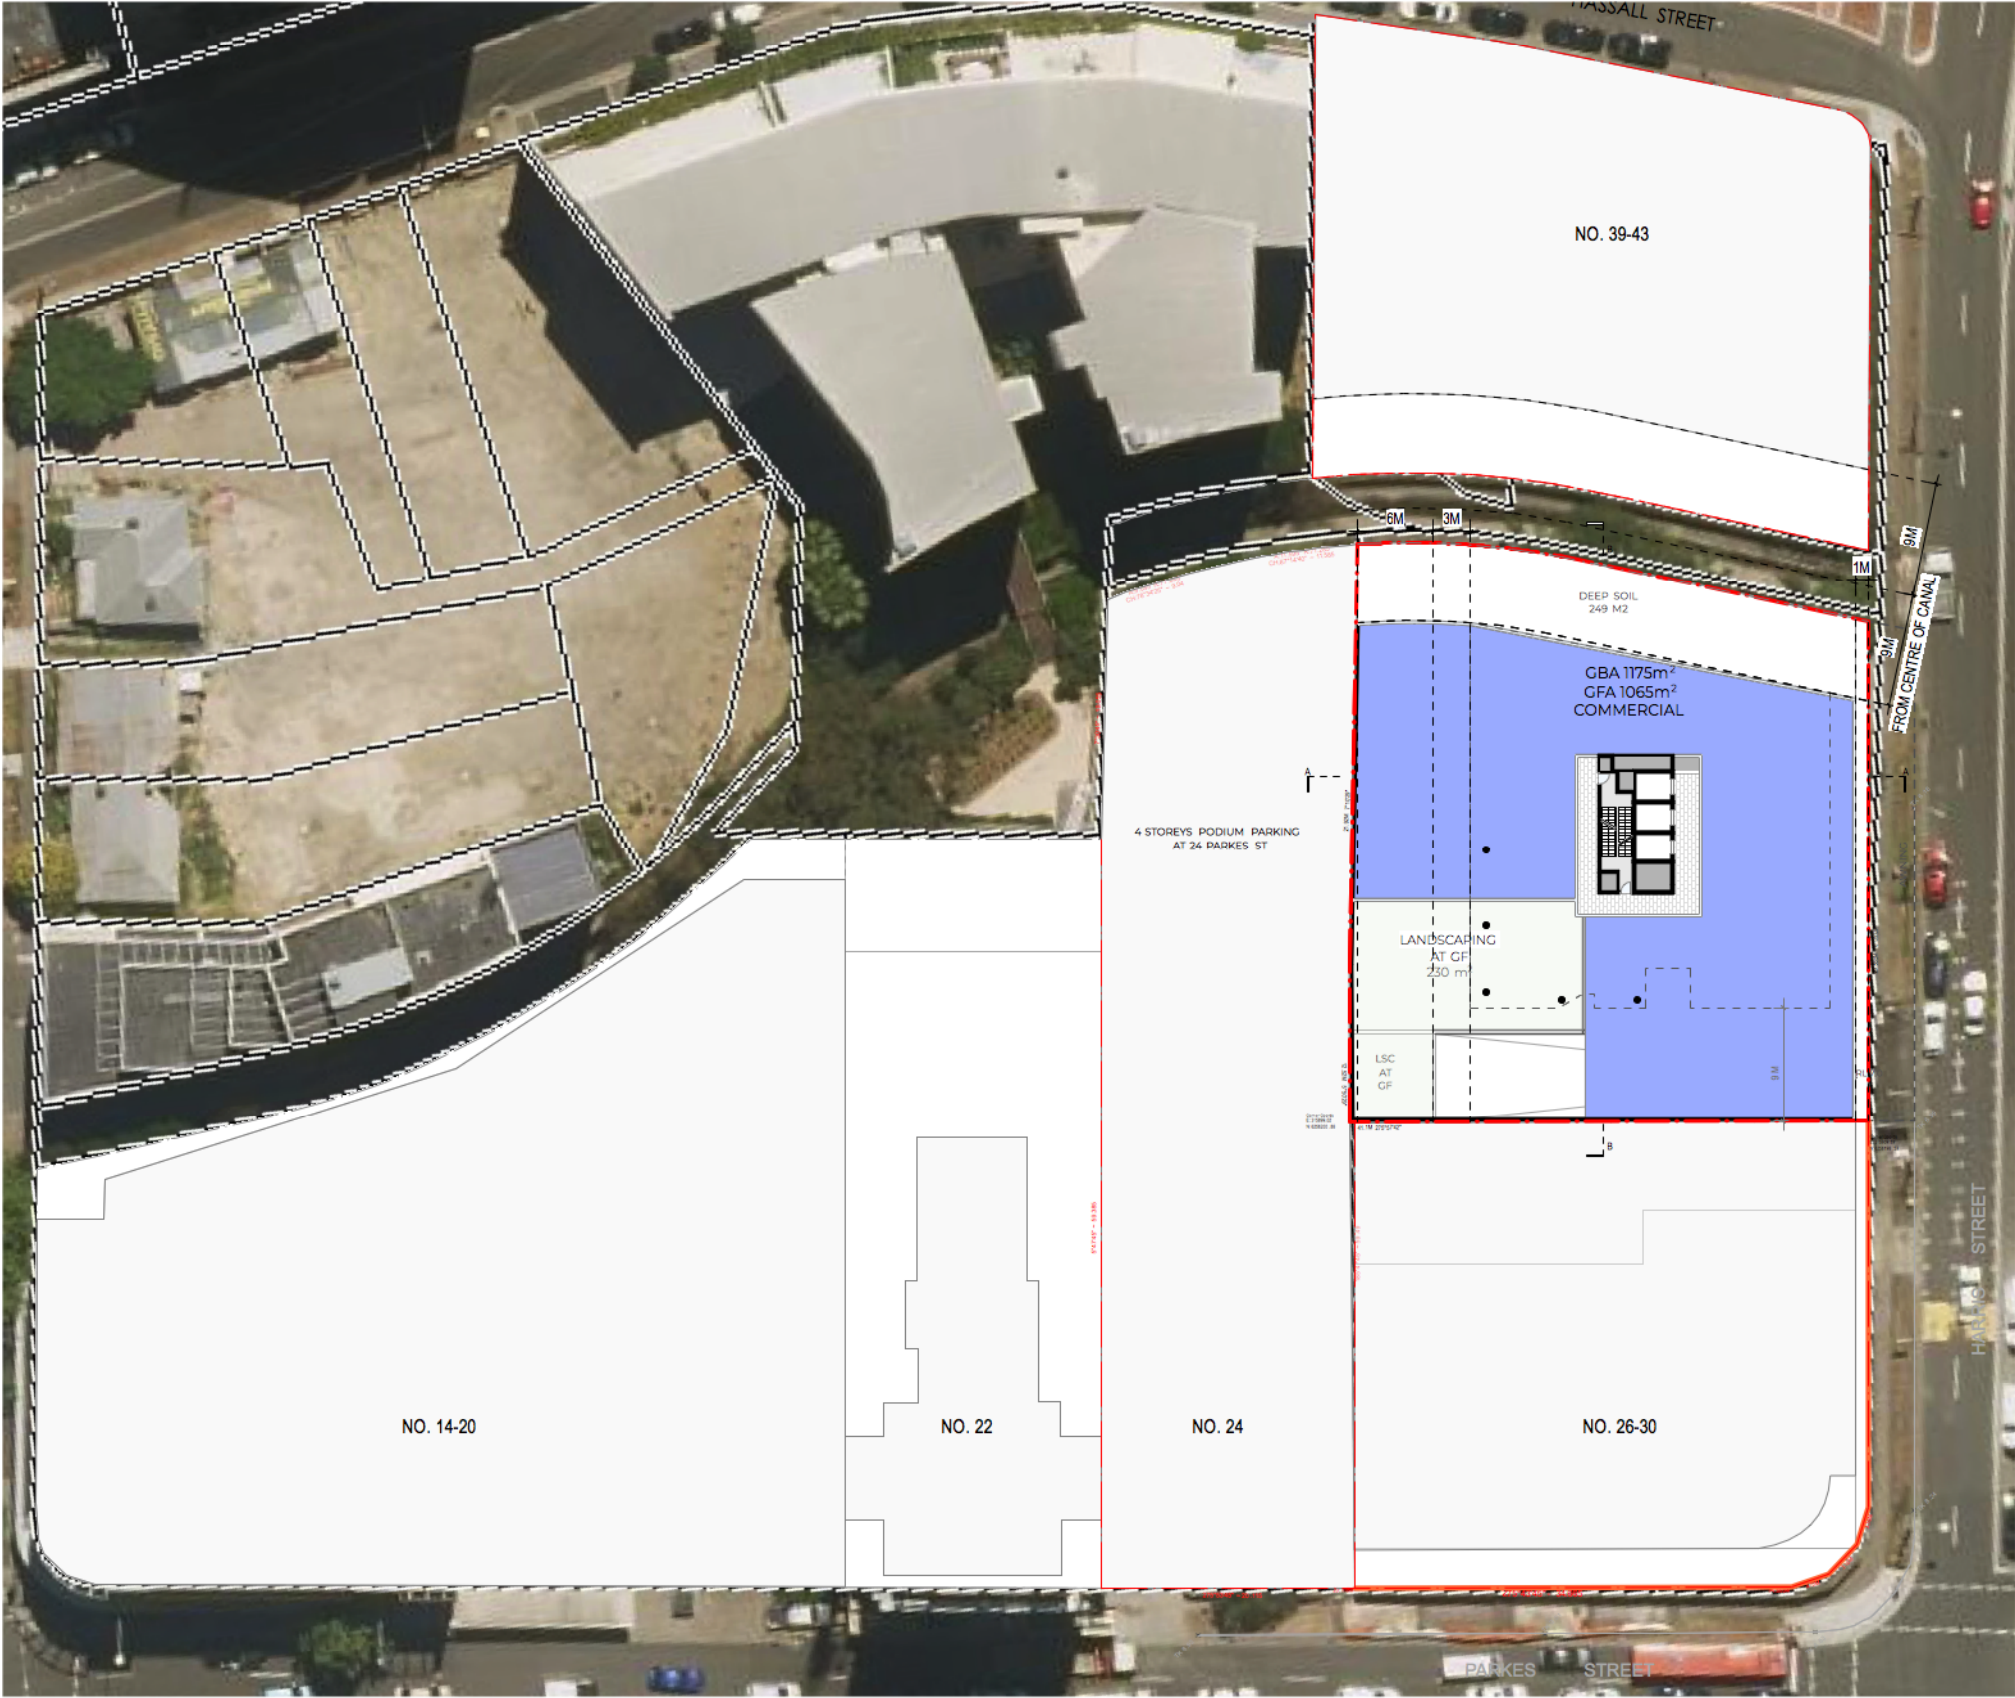 HASSALL STREET
NO. 39-43
6M
3M
9M
1M
DEEP SOIL
249 M2
9M
FROM CENTRE OF CANAL
GBA 1175m²
GFA 1065m²
COMMERCIAL
A
A
4 STOREYS PODIUM PARKING
AT 24 PARKES ST
LANDSCAPING
AT GF
230 m²
LSC
AT
GF
9M
RL
B
HARRIS STREET
NO. 14-20
NO. 22
NO. 24
NO. 26-30
PARKES STREET